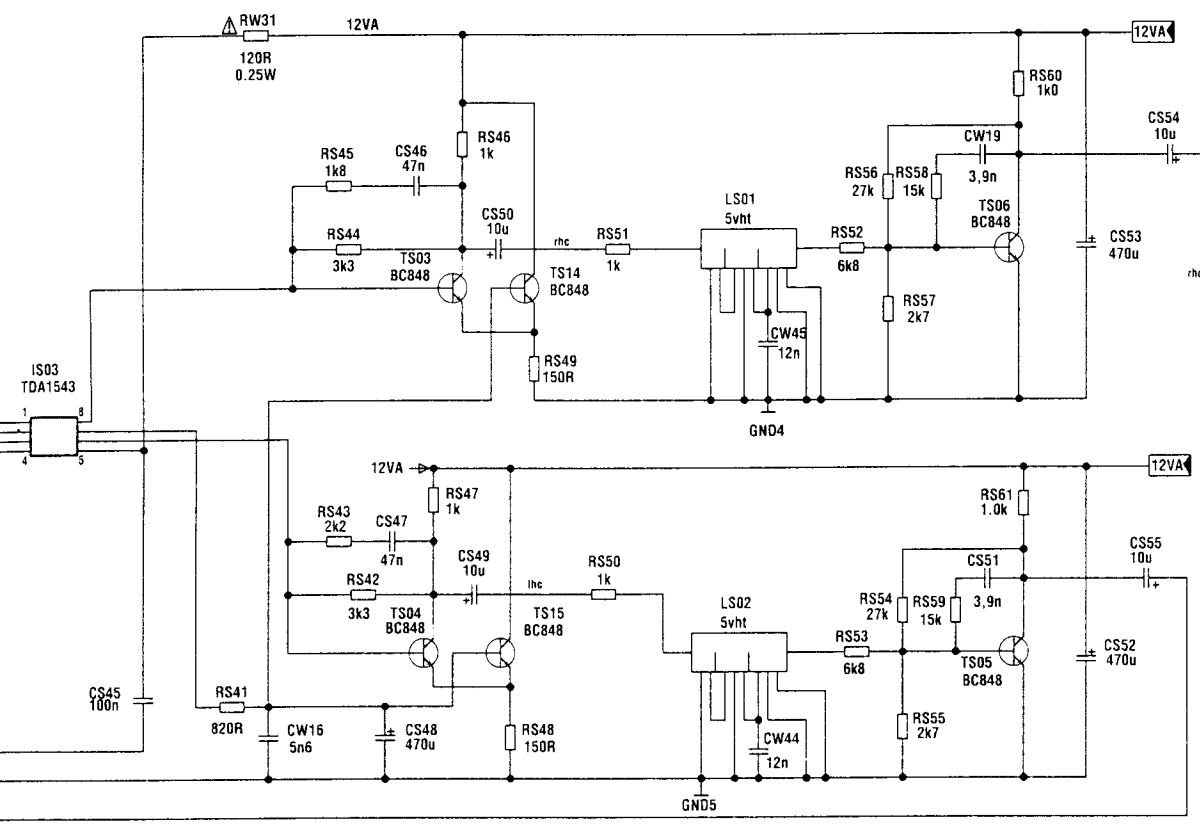 RW31
12VA
120R
0.25W
12VA
RS60
1k0
CS54
10u
RS46
1k
CW19
3,9n
RS45
1k8
CS46
47n
RS56
27k
RS58
15k
LS01
5vht
TS06
BC848
CS50
10u
rhc
RS51
1k
RS52
6k8
CS53
470u
RS44
3k3
TS03
BC848
TS14
BC848
rhc
RS57
2k7
CW45
12n
RS49
150R
IS03
TDA1543
1
8
4
5
GND4
12VA
12VA
RS47
1k
RS61
1.0k
RS43
2k2
CS47
47n
CS49
10u
lhc
RS50
1k
CS51
3,9n
CS55
10u
RS42
3k3
TS04
BC848
TS15
BC848
LS02
5vht
RS54
27k
RS59
15k
RS53
6k8
TS05
BC848
CS52
470u
CS45
100n
RS41
820R
CW16
5n6
CS48
470u
RS48
150R
CW44
12n
RS55
2k7
GND5